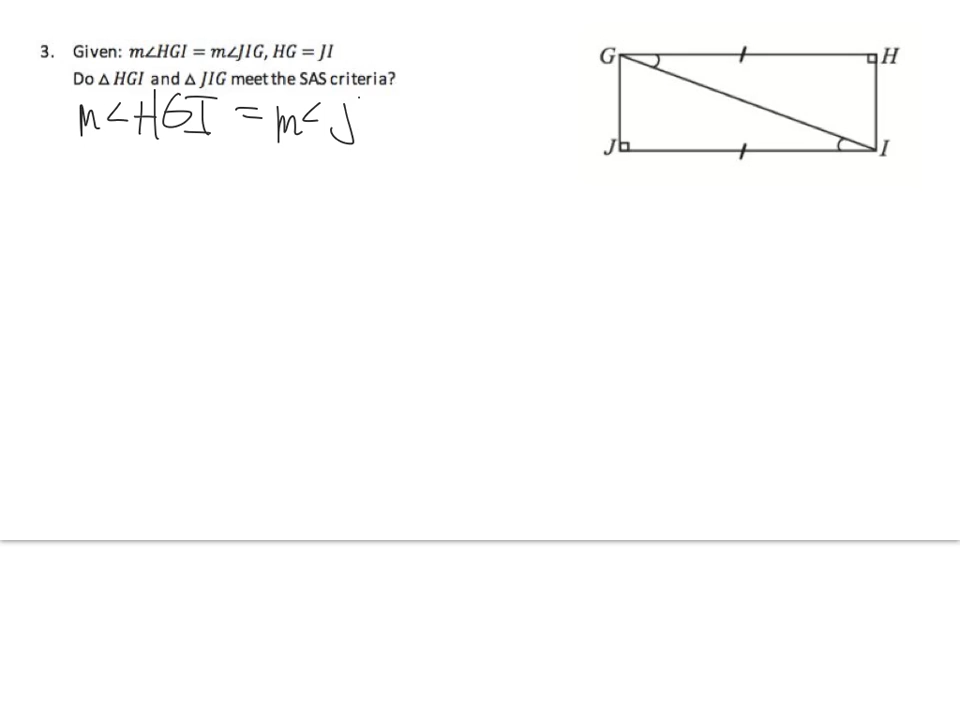 3. Given: m∠HGI = m∠JIG, HG = JI
Do △ HGI and △ JIG meet the SAS criteria?
m<HGI = m< j
G
H
J
I